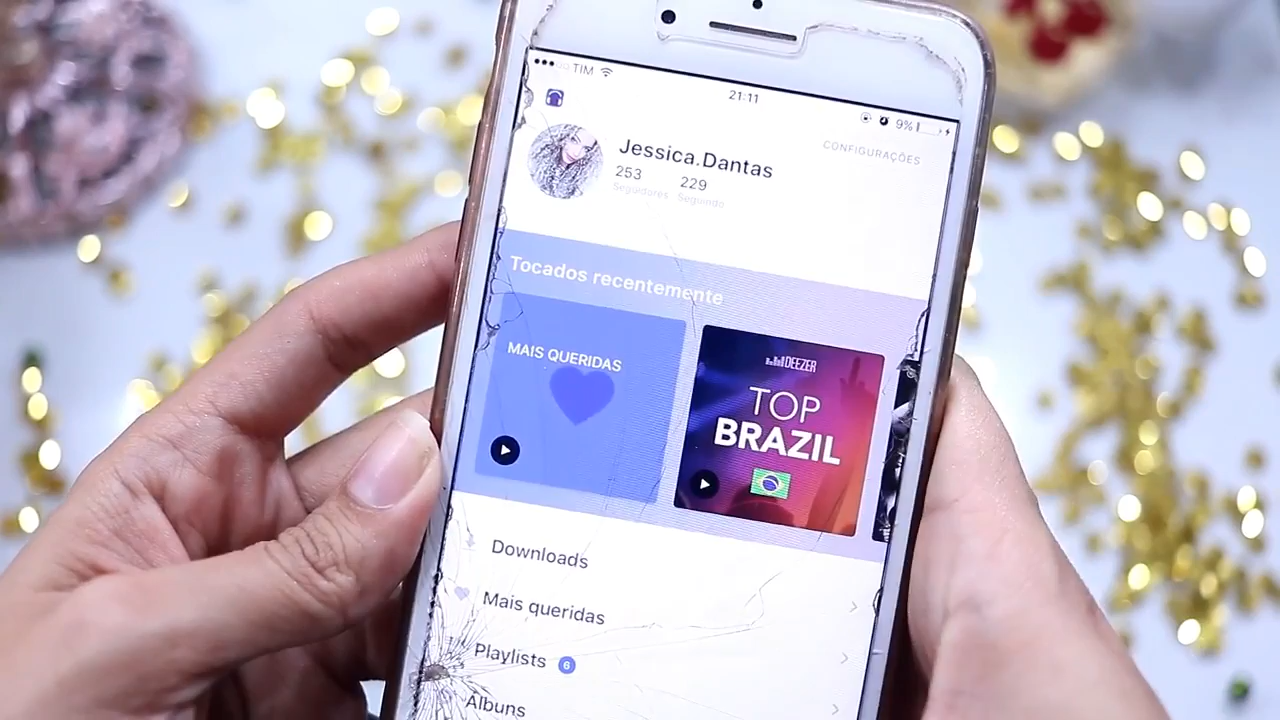 TIM
21:11
9%
CONFIGURAÇÕES
Jessica.Dantas
253 229
Seguidores Seguindo
Tocados recentemente
MAIS QUERIDAS
DEEZER
TOP
BRAZIL
Downloads
Mais queridas
Playlists 6
Álbuns